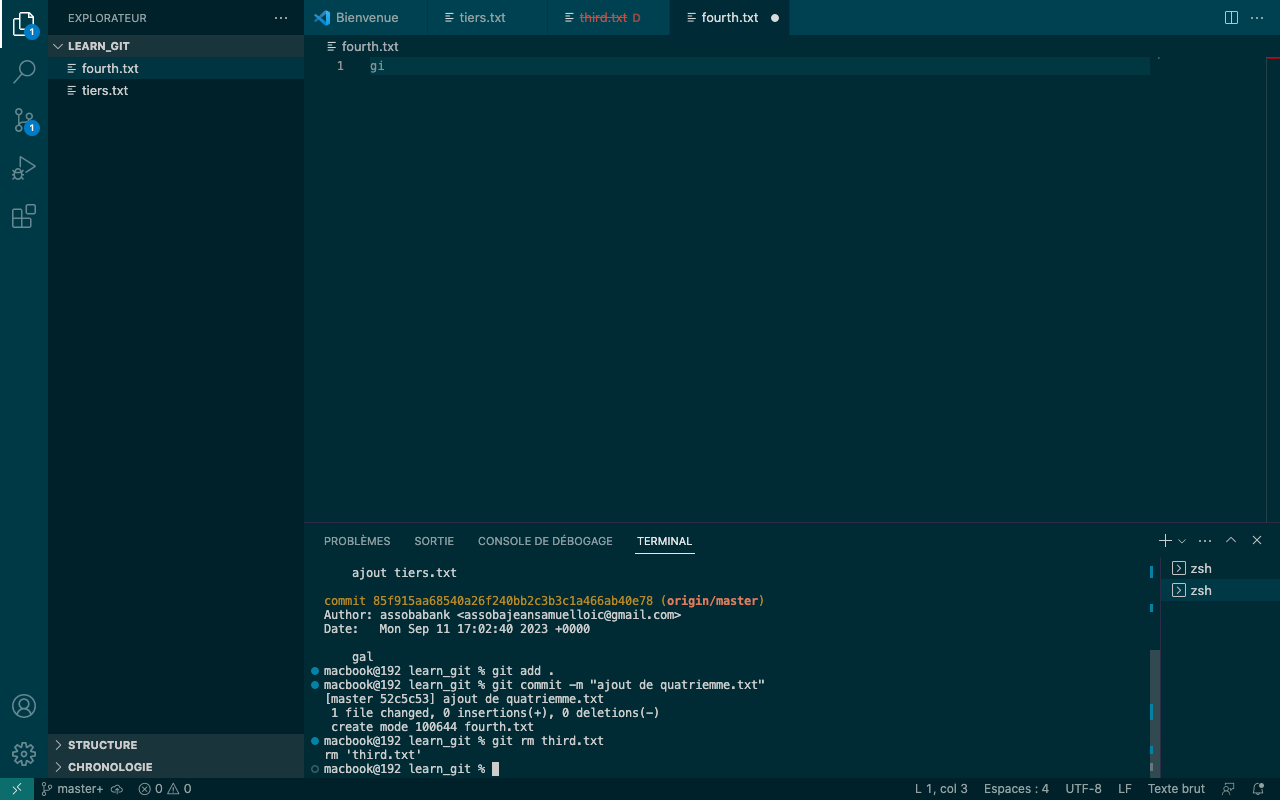 EXPLORATEUR
Bienvenue
tiers.txt
third.txt D
fourth.txt
LEARN_GIT
fourth.txt
tiers.txt
fourth.txt
1 gi
1
1
PROBLÈMES SORTIE CONSOLE DE DÉBOGAGE TERMINAL
zsh
zsh
ajout tiers.txt
commit 85f915aa68540a26f240bb2c3b3c1a466ab40e78 (origin/master)
Author: assobabank <assobajeansamuelloic@gmail.com>
Date: Mon Sep 11 17:02:40 2023 +0000
gal
macbook@192 learn_git % git add .
macbook@192 learn_git % git commit -m "ajout de quatriemme.txt"
[master 52c5c53] ajout de quatriemme.txt
1 file changed, 0 insertions(+), 0 deletions(-)
create mode 100644 fourth.txt
macbook@192 learn_git % git rm third.txt
rm 'third.txt'
macbook@192 learn_git %
STRUCTURE
CHRONOLOGIE
master+ 0 0 L 1, col 3 Espaces : 4 UTF-8 LF Texte brut